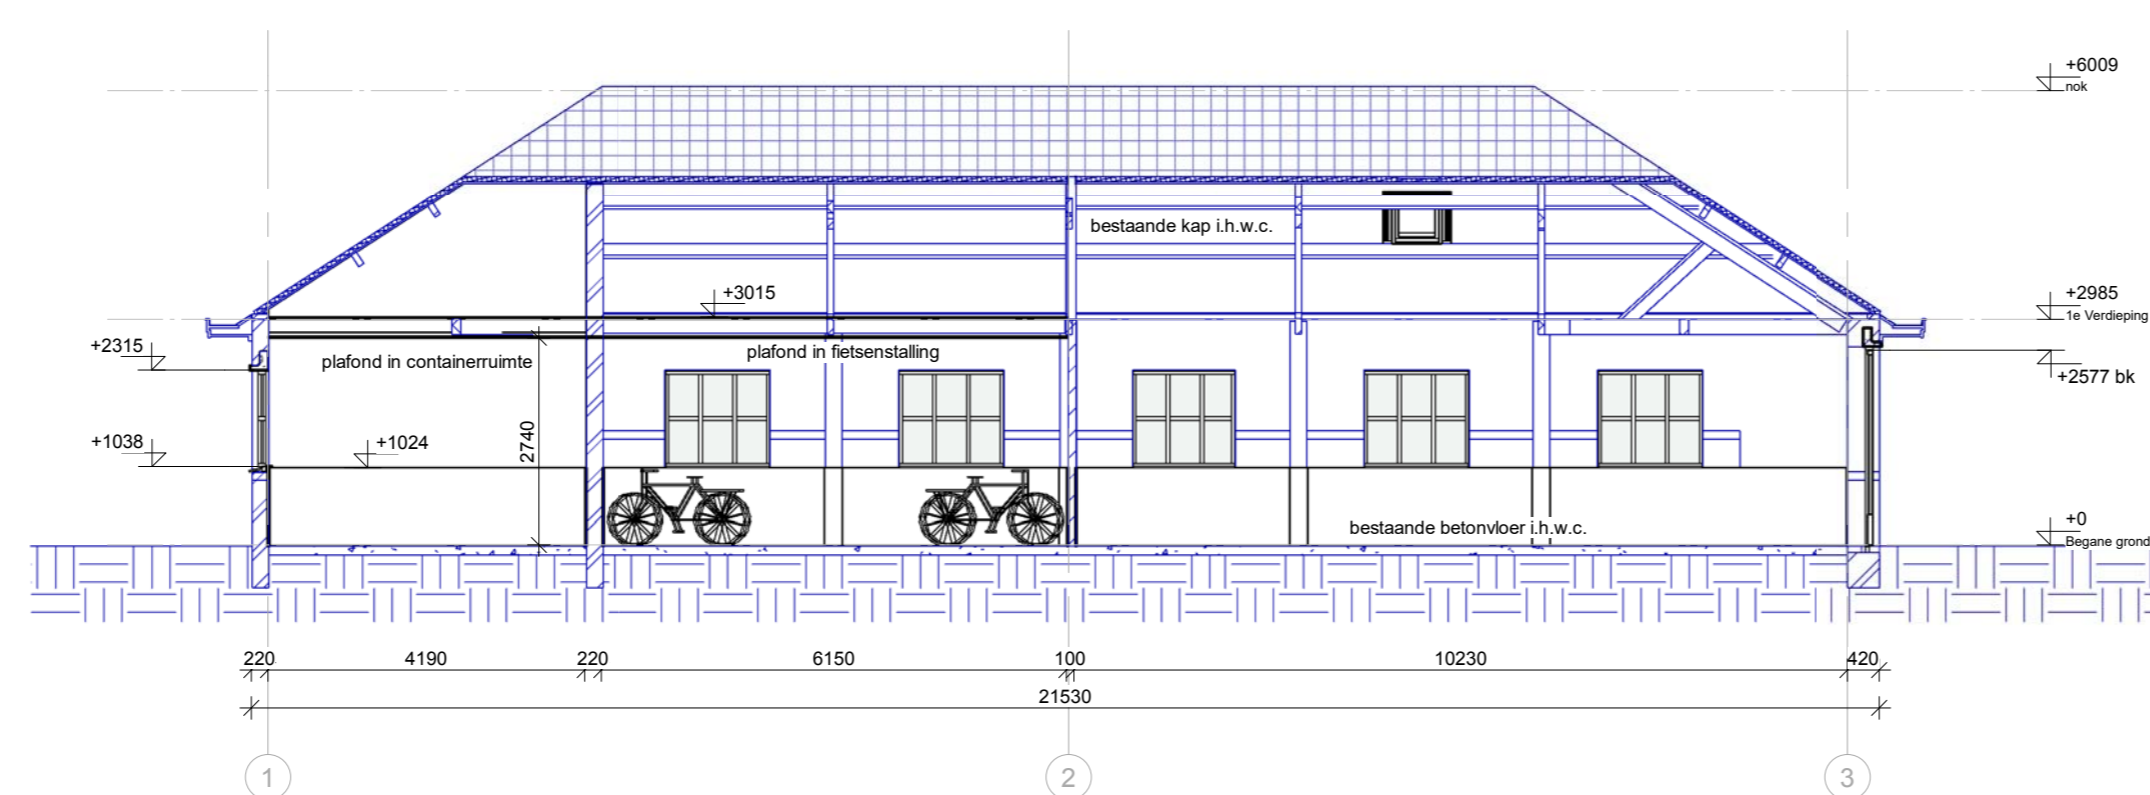 +6009
nok
bestaande kap i.h.w.c.
+3015
+2985
1e Verdieping
+2315
plafond in containerruimte
plafond in fietsenstalling
+2577 bk
+1038
+1024
2740
bestaande betonvloer i.h.w.c.
+0
Begane grond
220
4190
220
6150
100
10230
420
21530
1
2
3